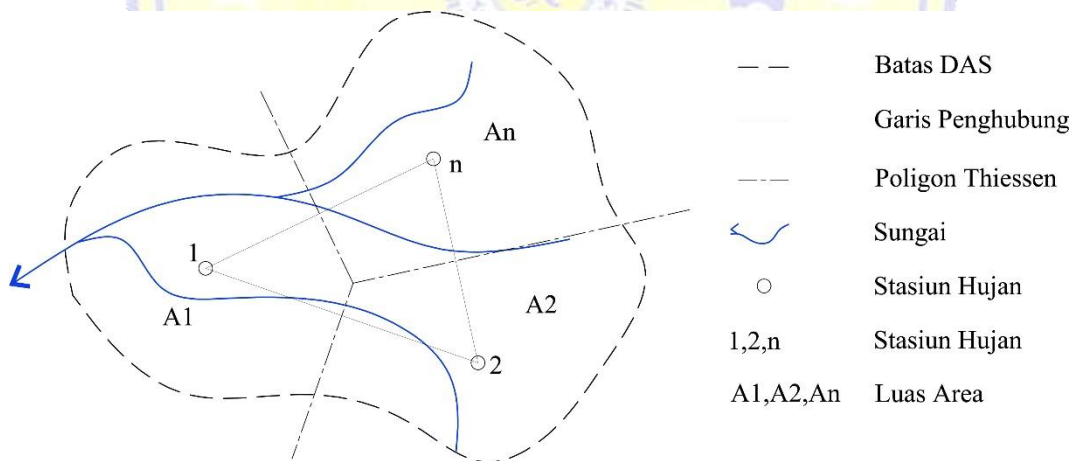 An
n
1
A1
A2
2
Batas DAS
Garis Penghubung
Poligon Thiessen
Sungai
Stasiun Hujan
1,2,n Stasiun Hujan
A1,A2,An Luas Area